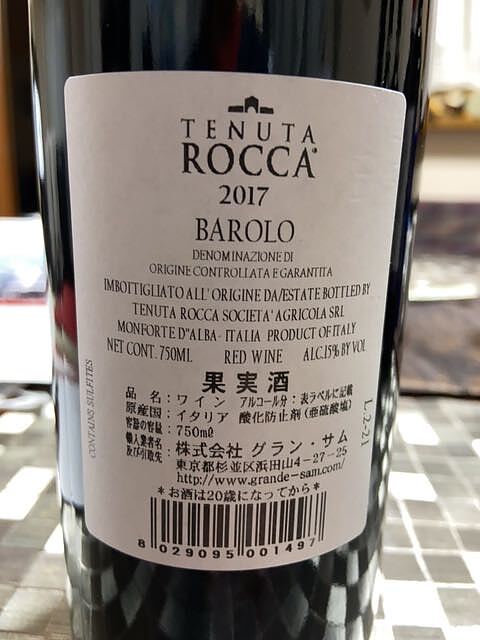 TENUTA
ROCCA®
2017
BAROLO
DENOMINAZIONE DI
ORIGINE CONTROLLATA E GARANTITA
IMBOTTIGLIATO ALL' ORIGINE DA/ESTATE BOTTLED BY
TENUTA ROCCA SOCIETA' AGRICOLA SRL
MONFORTE D"ALBA - ITALIA PRODUCT OF ITALY
NET CONT. 750ML RED WINE ALC.15% BY VOL
果実酒
品名:ワイン アルコール分:表ラベルに記載
原産国:イタリア 酸化防止剤(亜硫酸塩)
容器の容量:750mℓ
輸入業者名及び引取先:株式会社 グラン・サム
東京都杉並区浜田山4-27-25
http://www.grande-sam.com/
*お酒は20歳になってから*
8 029095 001497
CONTAINS SULFITES
L.2-21